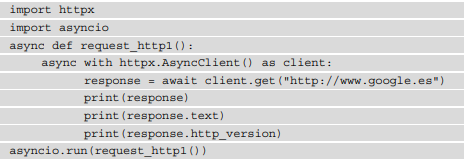 import httpx
import asyncio
async def request_http1():
    async with httpx.AsyncClient() as client:
        response = await client.get("http://www.google.es")
        print(response)
        print(response.text)
        print(response.http_version)
asyncio.run(request_http1())